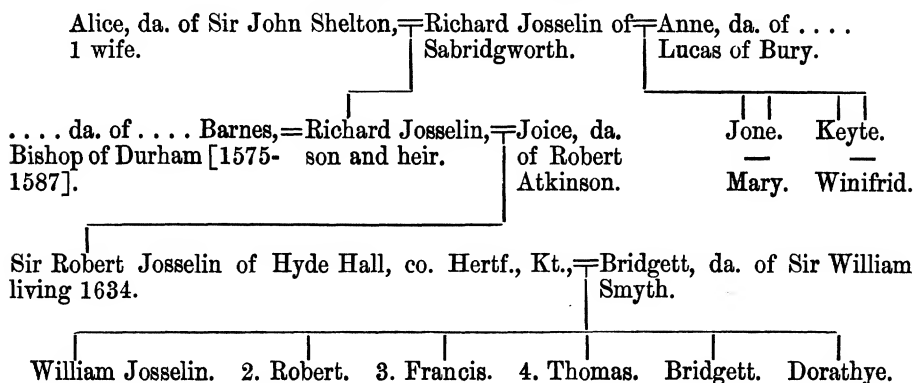 Alice, da. of Sir John Shelton,=Richard Josselin of=Anne, da. of ....
1 wife. Sabridgworth. Lucas of Bury.
.... da. of .... Barnes,=Richard Josselin,=Joice, da. Jone. Keyte.
Bishop of Durham [1575- son and heir. of Robert
1587]. Atkinson. Mary. Winifrid.
Sir Robert Josselin of Hyde Hall, co. Hertf., Kt.,=Bridgett, da. of Sir William
living 1634. Smyth.
William Josselin. 2. Robert. 3. Francis. 4. Thomas. Bridgett. Dorathye.